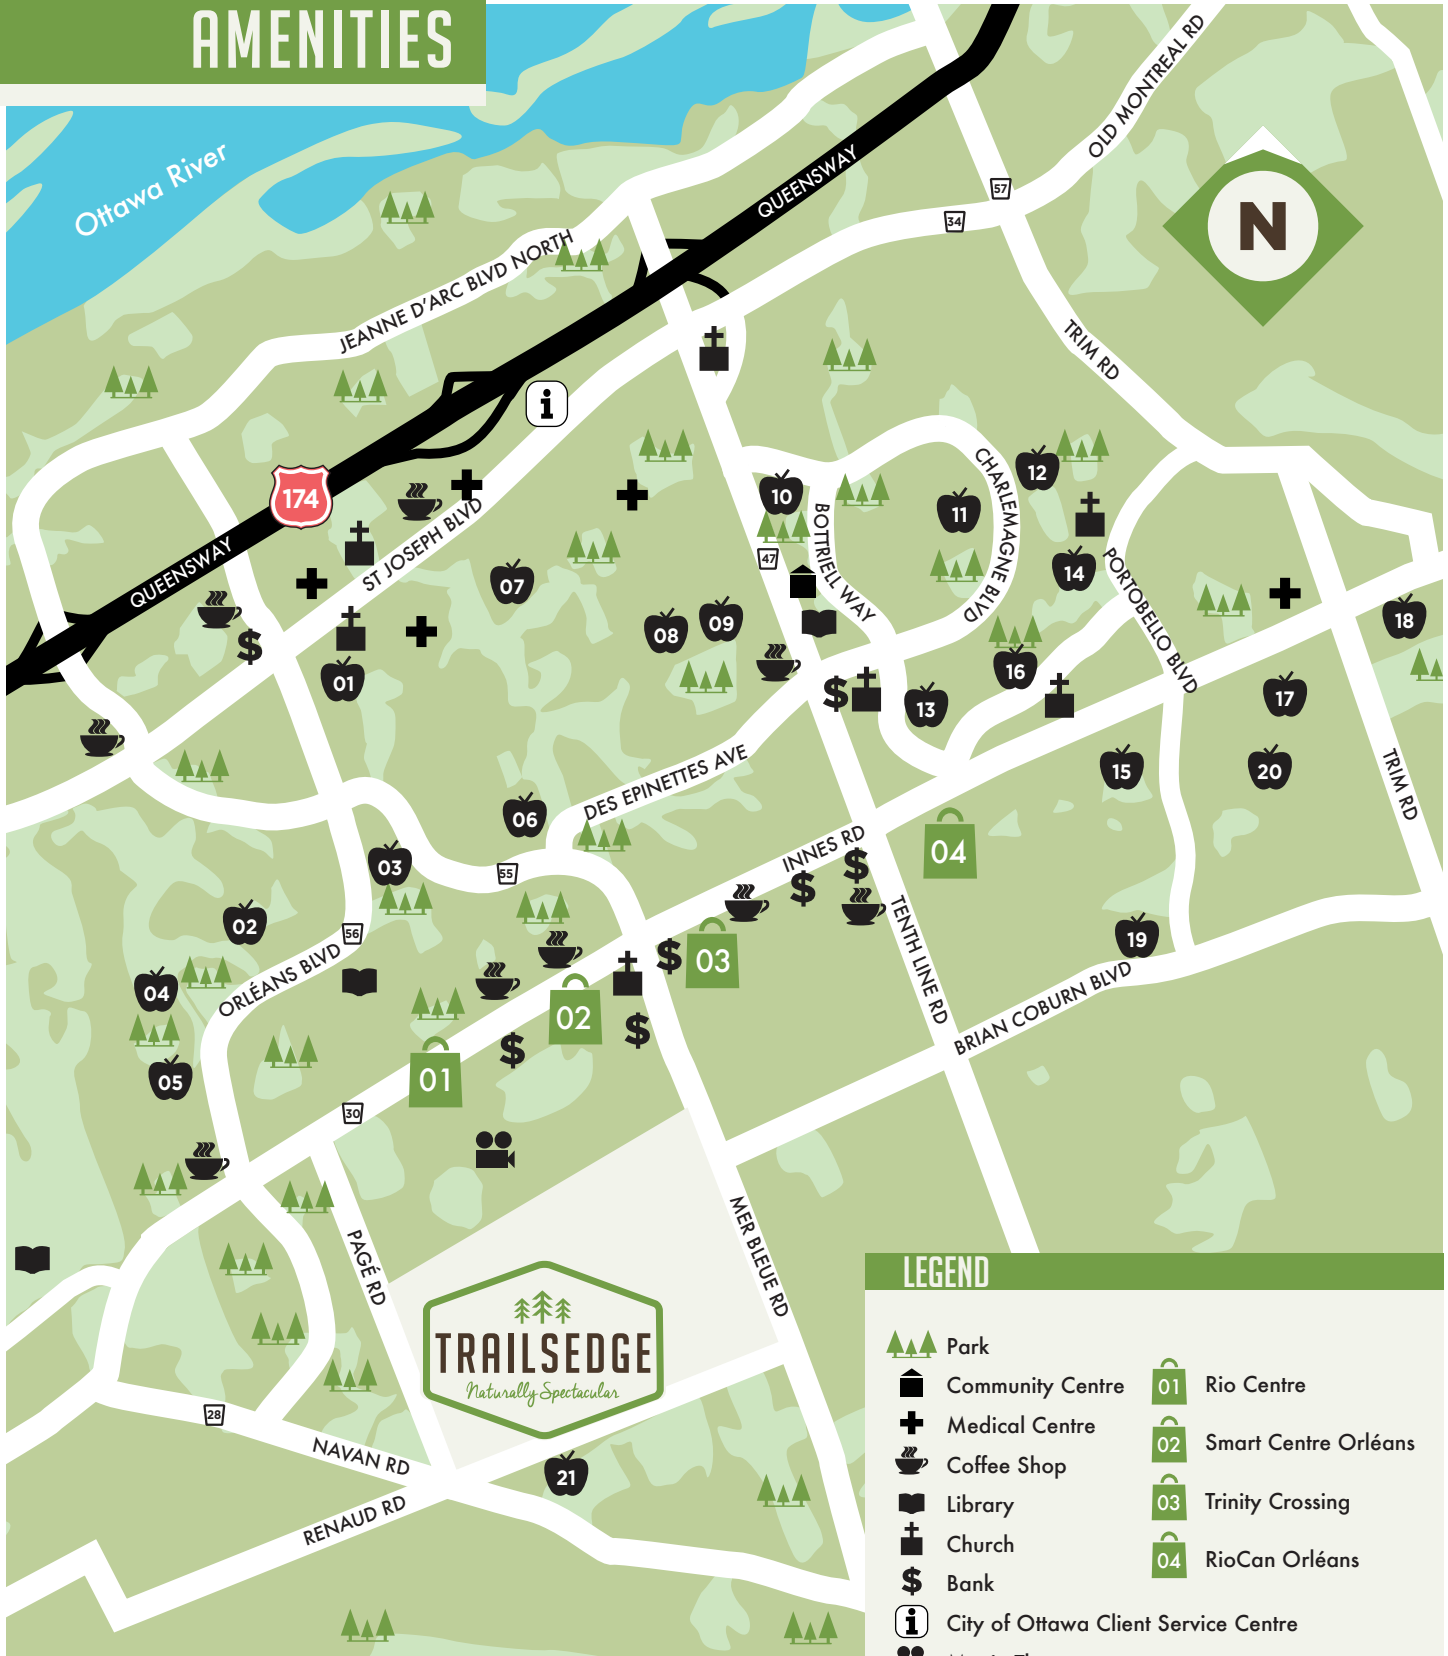 AMENITIES
Ottawa River
QUEENSWAY
OLD MONTREAL RD
57
34
N
JEANNE D'ARC BLVD NORTH
TRIM RD
i
174
QUEENSWAY
ST JOSEPH BLVD
10
BOTTRIELL WAY
11
CHARLEMAGNE BLVD
12
47
07
14
PORTOBELLO BLVD
08
09
18
01
16
13
17
15
20
TRIM RD
DES EPINETTES AVE
06
03
55
INNES RD
04
02
56
ORLÉANS BLVD
04
03
TENTH LINE RD
19
02
BRIAN COBURN BLVD
05
01
30
PAGÉ RD
MER BLEUE RD
TRAILSEDGE
Naturally Spectacular
28
NAVAN RD
21
RENAUD RD
LEGEND
Park
Community Centre
Medical Centre
Coffee Shop
Library
Church
Bank
City of Ottawa Client Service Centre
01 Rio Centre
02 Smart Centre Orléans
03 Trinity Crossing
04 RioCan Orléans